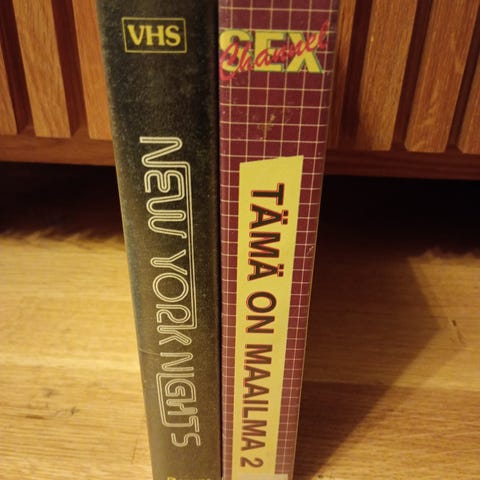 VHS
NEW YORK NIGHTS
SEX
Channel
TÄMÄ ON MAAILMA 2